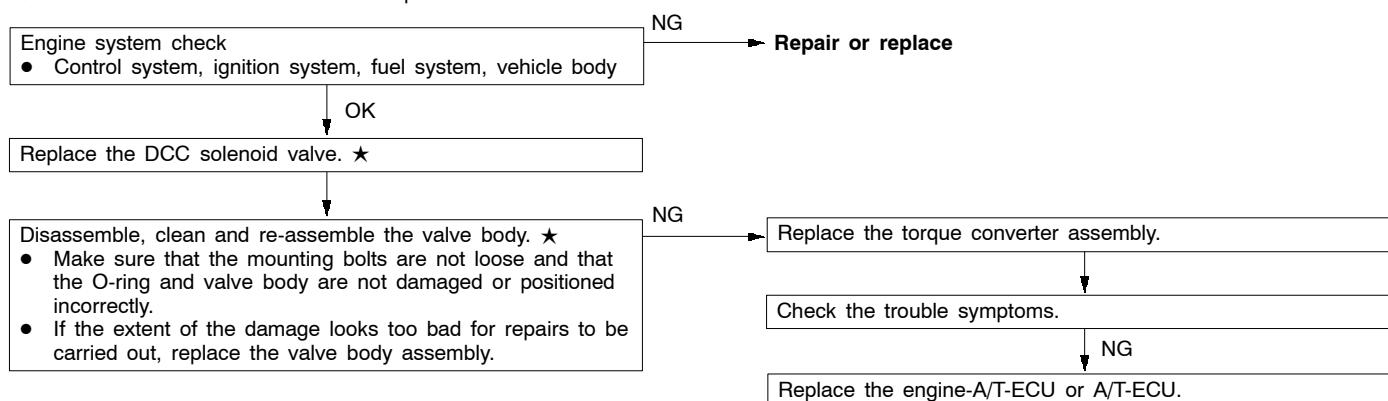 NG
Engine system check
● Control system, ignition system, fuel system, vehicle body
Repair or replace
OK
Replace the DCC solenoid valve. ★
NG
Disassemble, clean and re-assemble the valve body. ★
● Make sure that the mounting bolts are not loose and that
the O-ring and valve body are not damaged or positioned
incorrectly.
● If the extent of the damage looks too bad for repairs to be
carried out, replace the valve body assembly.
Replace the torque converter assembly.
Check the trouble symptoms.
NG
Replace the engine-A/T-ECU or A/T-ECU.